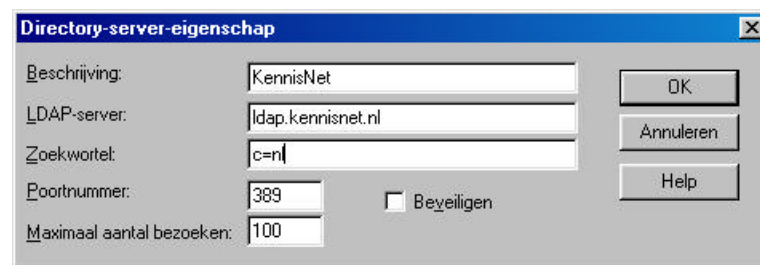 Directory-server-eigenschap
Beschrijving: KennisNet
LDAP-server: ldap.kennisnet.nl
Zoekwortel: c=nl
Poortnummer: 389
Beveiligen
Maximaal aantal bezoeken: 100
OK
Annuleren
Help